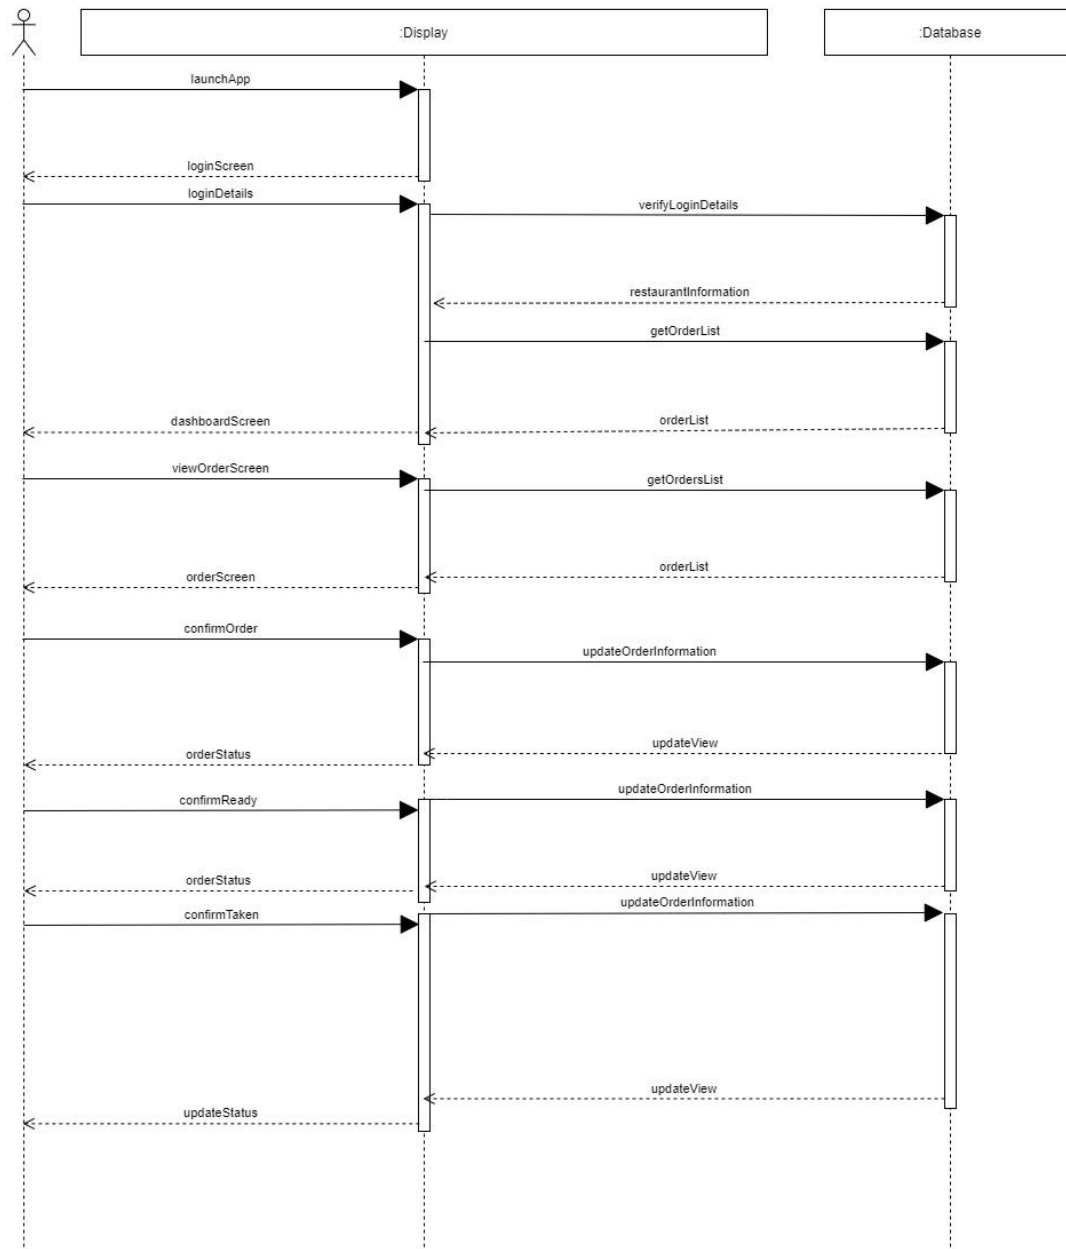 :Display
:Database
launchApp
loginScreen
loginDetails
verifyLoginDetails
restaurantInformation
getOrderList
dashboardScreen
orderList
viewOrderScreen
getOrdersList
orderScreen
orderList
confirmOrder
updateOrderInformation
orderStatus
updateView
confirmReady
updateOrderInformation
orderStatus
updateView
confirmTaken
updateOrderInformation
updateView
updateStatus